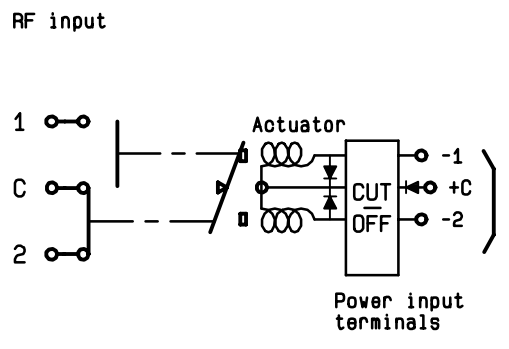 RF input
1
Actuator
-1
C
CUT
+C
OFF
-2
2
Power input
terminals